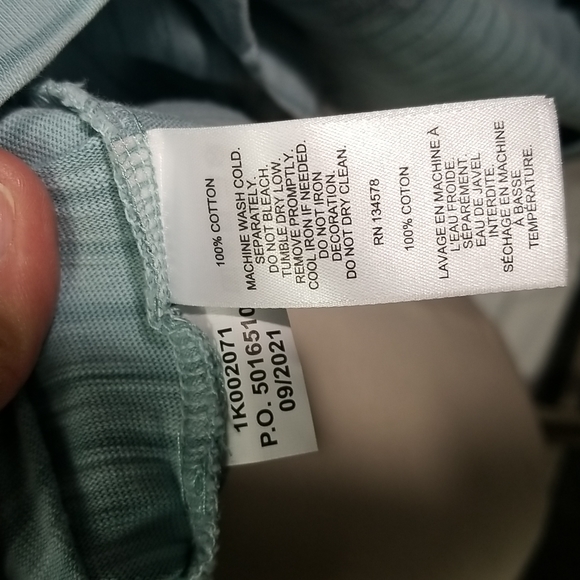 100% COTTON
MACHINE WASH COLD.
SEPARATELY.
DO NOT BLEACH.
TUMBLE DRY LOW.
REMOVE PROMPTLY.
COOL IRON IF NEEDED.
DO NOT IRON
DECORATION.
DO NOT DRY CLEAN.
RN 134578
100% COTON
LAVAGE EN MACHINE À
L'EAU FROIDE.
SÉPARÉMENT.
EAU DE JAVEL
INTERDITE.
SÉCHAGE EN MACHINE
À BASSE
TEMPÉRATURE.
1K002071
P.O. 5016510
09/2021